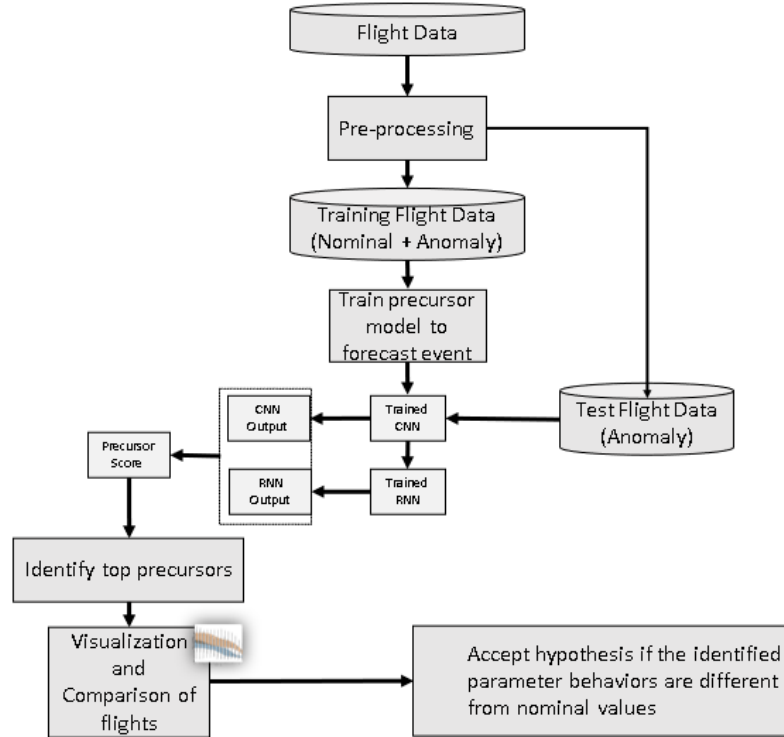 Flight Data
Pre-processing
Training Flight Data
(Nominal + Anomaly)
Train precursor
model to
forecast event
CNN
Output
Trained
CNN
Test Flight Data
(Anomaly)
Precursor
Score
RNN
Output
Trained
RNN
Identify top precursors
Visualization
and
Comparison of
flights
Accept hypothesis if the identified
parameter behaviors are different
from nominal values